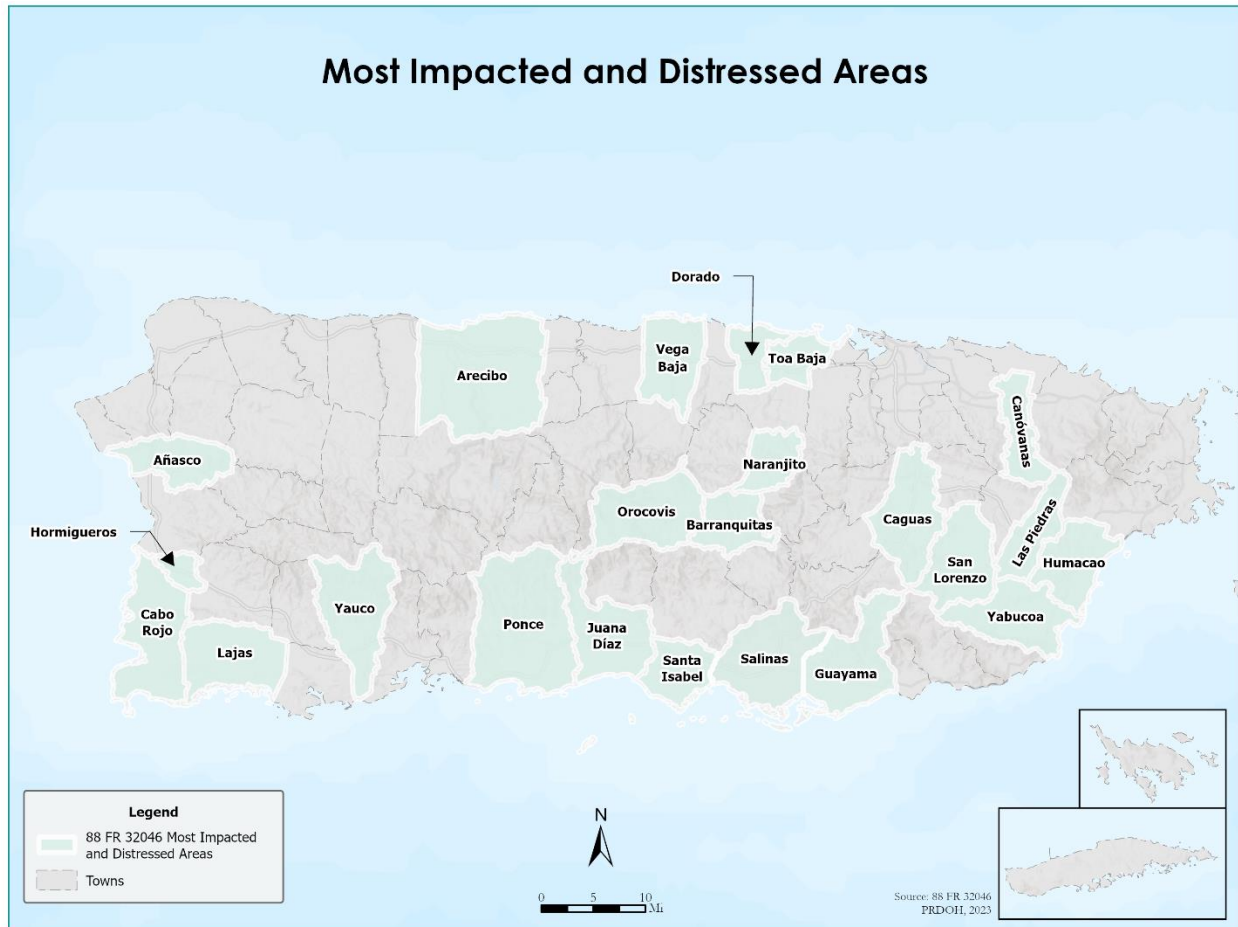 Most Impacted and Distressed Areas
Dorado
Vega
Baja
Toa Baja
Arecibo
Canóvanas
Añasco
Naranjito
Orocovis
Barranquitas
Caguas
Las Piedras
Hormigueros
San
Lorenzo
Humacao
Cabo
Rojo
Yauco
Ponce
Juana
Díaz
Yabucoa
Lajas
Santa
Isabel
Salinas
Guayama
Legend
88 FR 32046 Most Impacted
and Distressed Areas
Towns
N
0 5 10
Mi
Source: 88 FR 32046
PRDOH, 2023